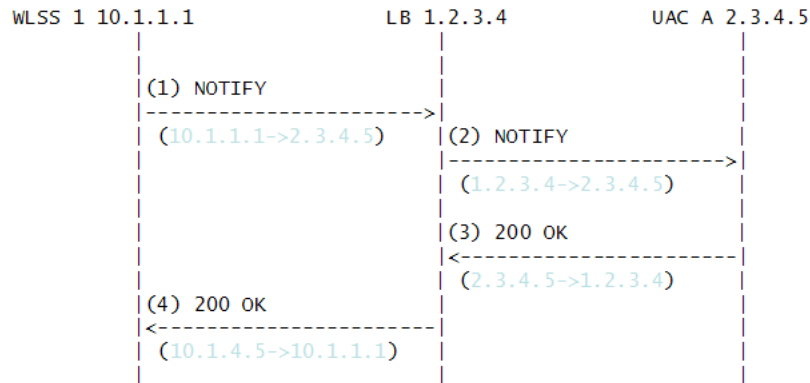 WLSS 1 10.1.1.1 LB 1.2.3.4 UAC A 2.3.4.5
(1) NOTIFY
(10.1.1.1->2.3.4.5)
(2) NOTIFY
(1.2.3.4->2.3.4.5)
(3) 200 OK
(2.3.4.5->1.2.3.4)
(4) 200 OK
(10.1.4.5->10.1.1.1)